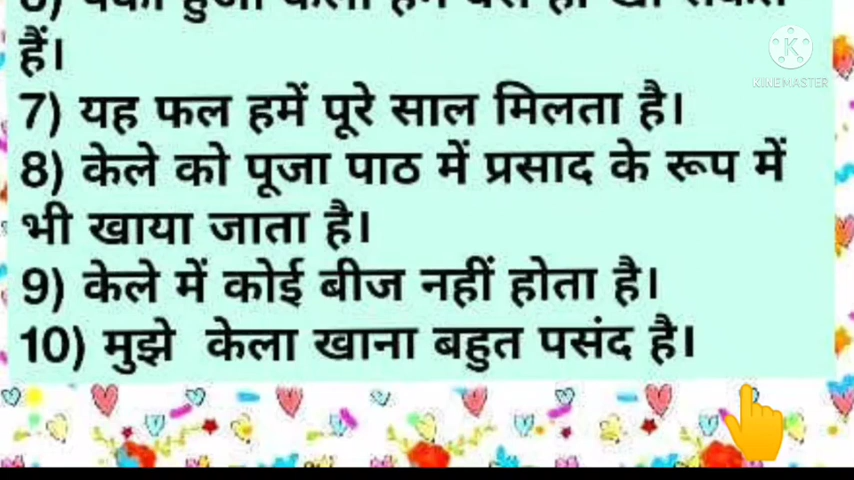 हैं।
7) यह फल हमें पूरे साल मिलता है।
8) केले को पूजा पाठ में प्रसाद के रूप में
भी खाया जाता है।
9) केले में कोई बीज नहीं होता है।
10) मुझे केला खाना बहुत पसंद है।
KINEMASTER